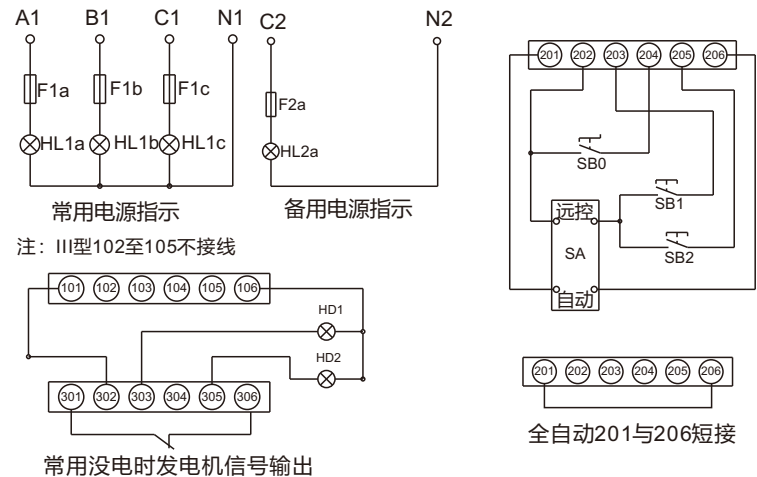 A1 B1 C1 N1 C2 N2
F1a F1b F1c F2a
HL1a HL1b HL1c HL2a
常用电源指示
备用电源指示
注：III型102至105不接线
101 102 103 104 105 106
HD1
HD2
301 302 303 304 305 306
常用没电时发电机信号输出
201 202 203 204 205 206
SB0
远控
SB1
SA
SB2
自动
201 202 203 204 205 206
全自动201与206短接